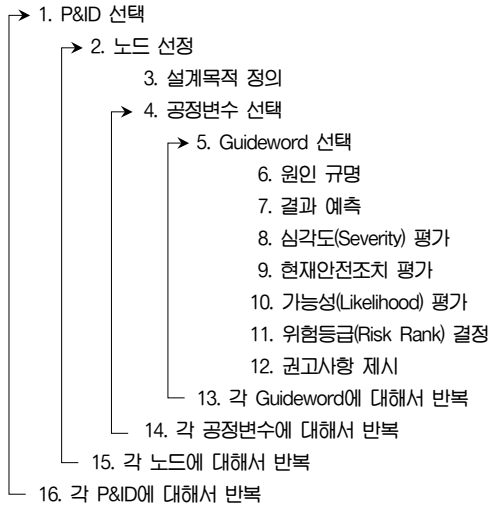 1. P&ID 선택
2. 노드 선정
3. 설계목적 정의
4. 공정변수 선택
5. Guideword 선택
6. 원인 규명
7. 결과 예측
8. 심각도(Severity) 평가
9. 현재안전조치 평가
10. 가능성(Likelihood) 평가
11. 위험등급(Risk Rank) 결정
12. 권고사항 제시
13. 각 Guideword에 대해서 반복
14. 각 공정변수에 대해서 반복
15. 각 노드에 대해서 반복
16. 각 P&ID에 대해서 반복